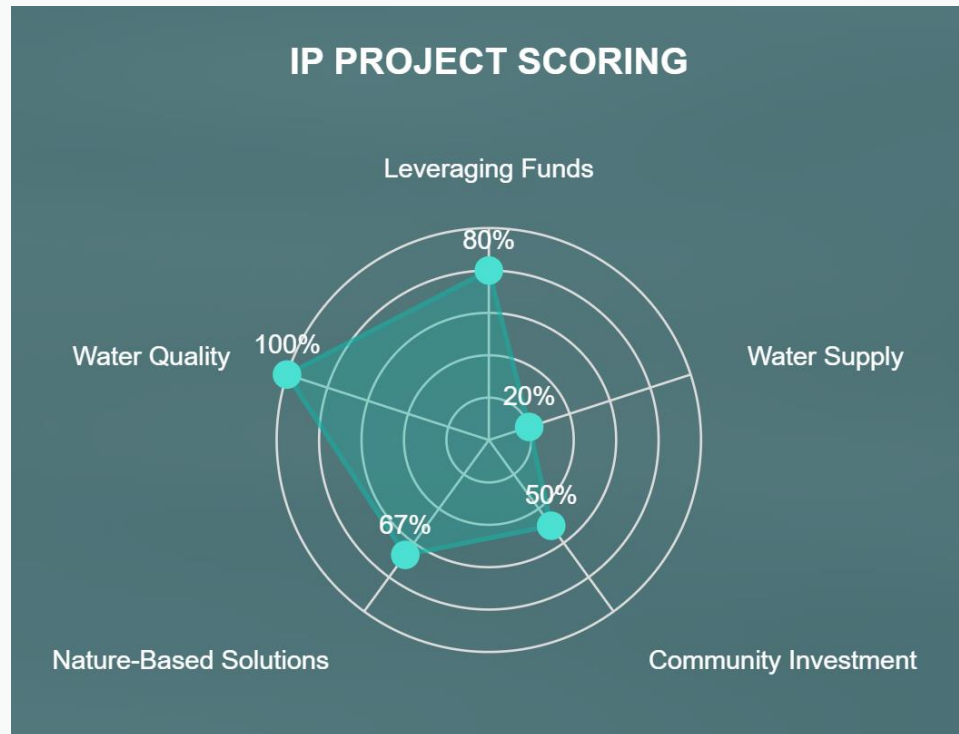 IP PROJECT SCORING
Leveraging Funds
80%
Water Quality
100%
Water Supply
20%
50%
67%
Nature-Based Solutions
Community Investment